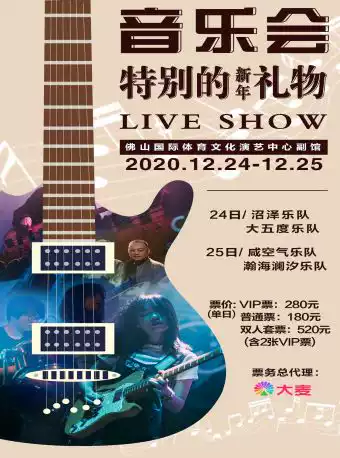 音乐会
特别的新年礼物
LIVE SHOW
佛山国际体育文化演艺中心副馆
2020.12.24-12.25
24日/ 沼泽乐队
大五度乐队
25日/ 咸空气乐队
瀚海澜汐乐队
票价: VIP票: 280元
(单日) 普通票: 180元
双人套票: 520元
(含2张VIP票)
票务总代理:
大麦